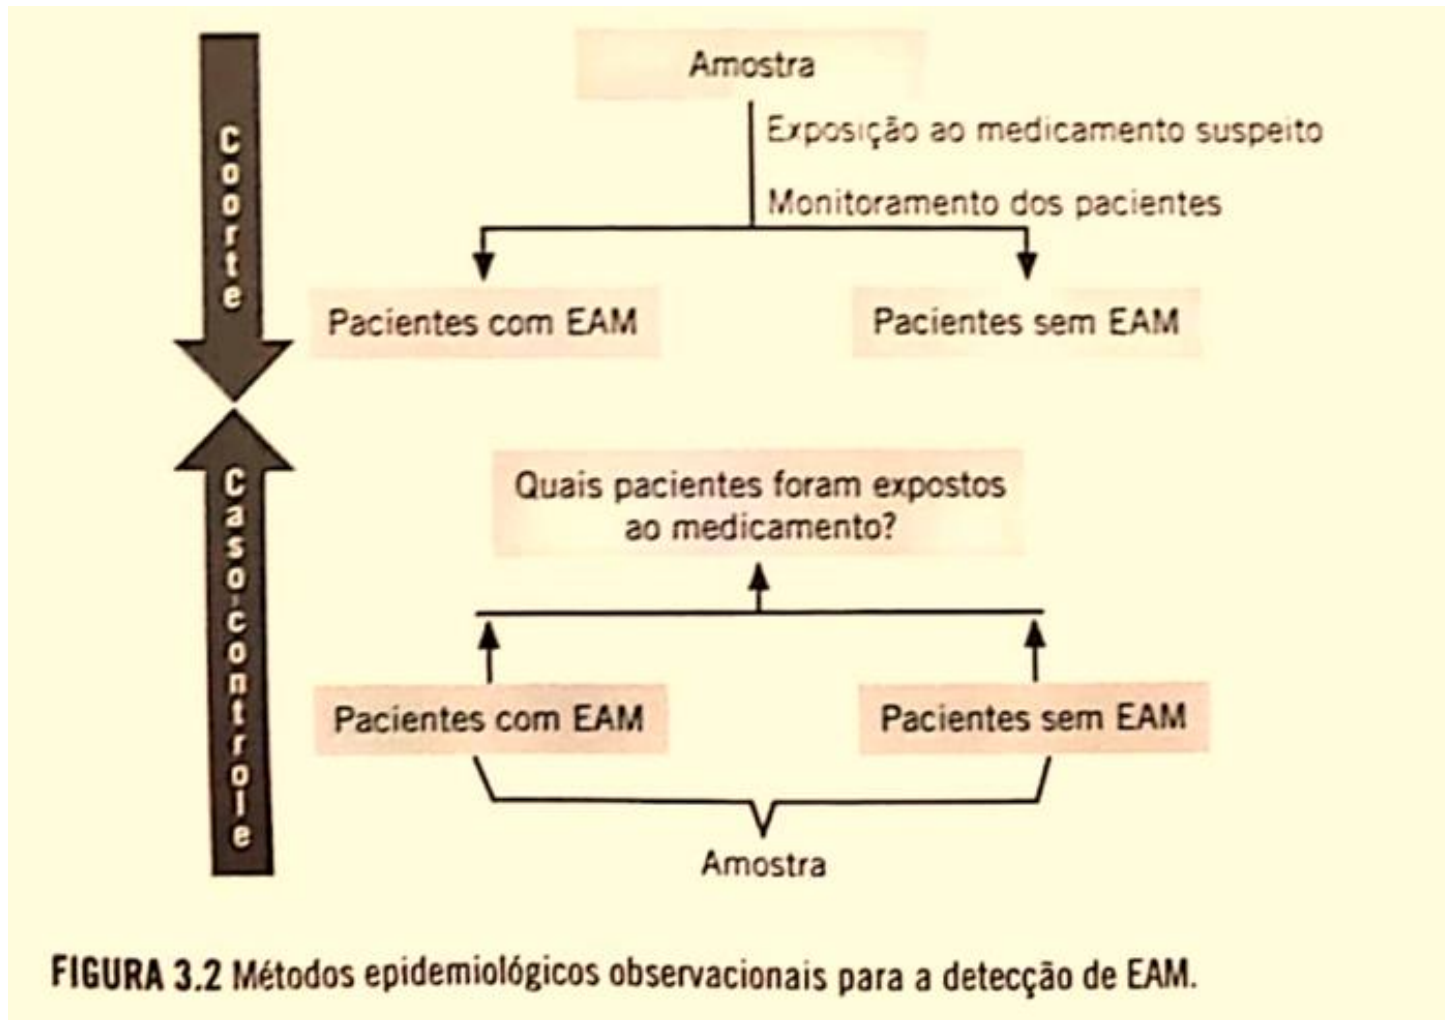 Coorte
Amostra
Exposição ao medicamento suspeito
Monitoramento dos pacientes
Pacientes com EAM
Pacientes sem EAM
Caso-controle
Quais pacientes foram expostos
ao medicamento?
Pacientes com EAM
Pacientes sem EAM
Amostra
FIGURA 3.2 Métodos epidemiológicos observacionais para a detecção de EAM.